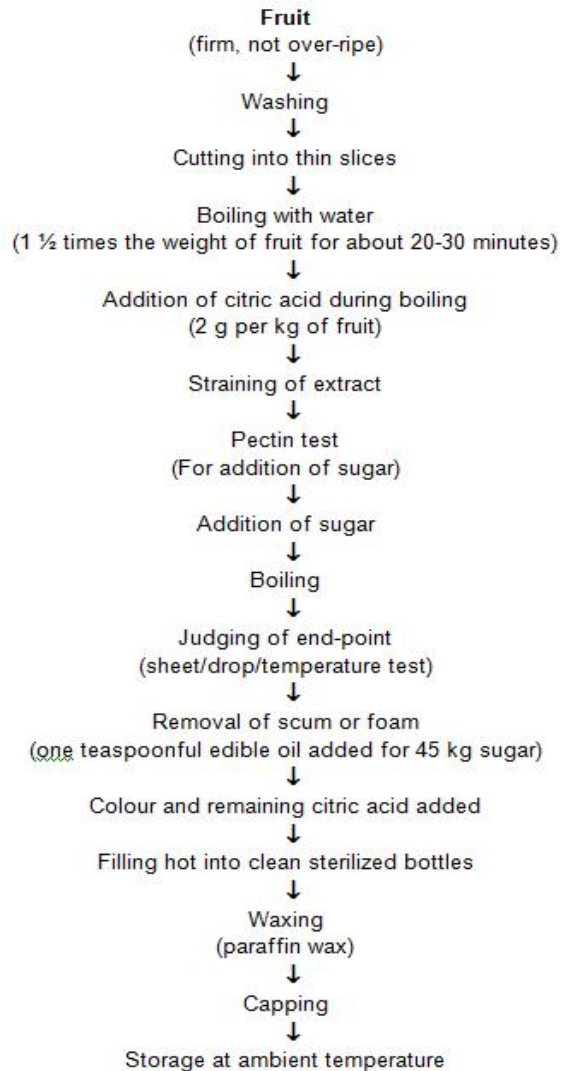 Fruit
(firm, not over-ripe)
↓
Washing
↓
Cutting into thin slices
↓
Boiling with water
(1 ½ times the weight of fruit for about 20-30 minutes)
↓
Addition of citric acid during boiling
(2 g per kg of fruit)
↓
Straining of extract
↓
Pectin test
(For addition of sugar)
↓
Addition of sugar
↓
Boiling
↓
Judging of end-point
(sheet/drop/temperature test)
↓
Removal of scum or foam
(one teaspoonful edible oil added for 45 kg sugar)
↓
Colour and remaining citric acid added
↓
Filling hot into clean sterilized bottles
↓
Waxing
(paraffin wax)
↓
Capping
↓
Storage at ambient temperature